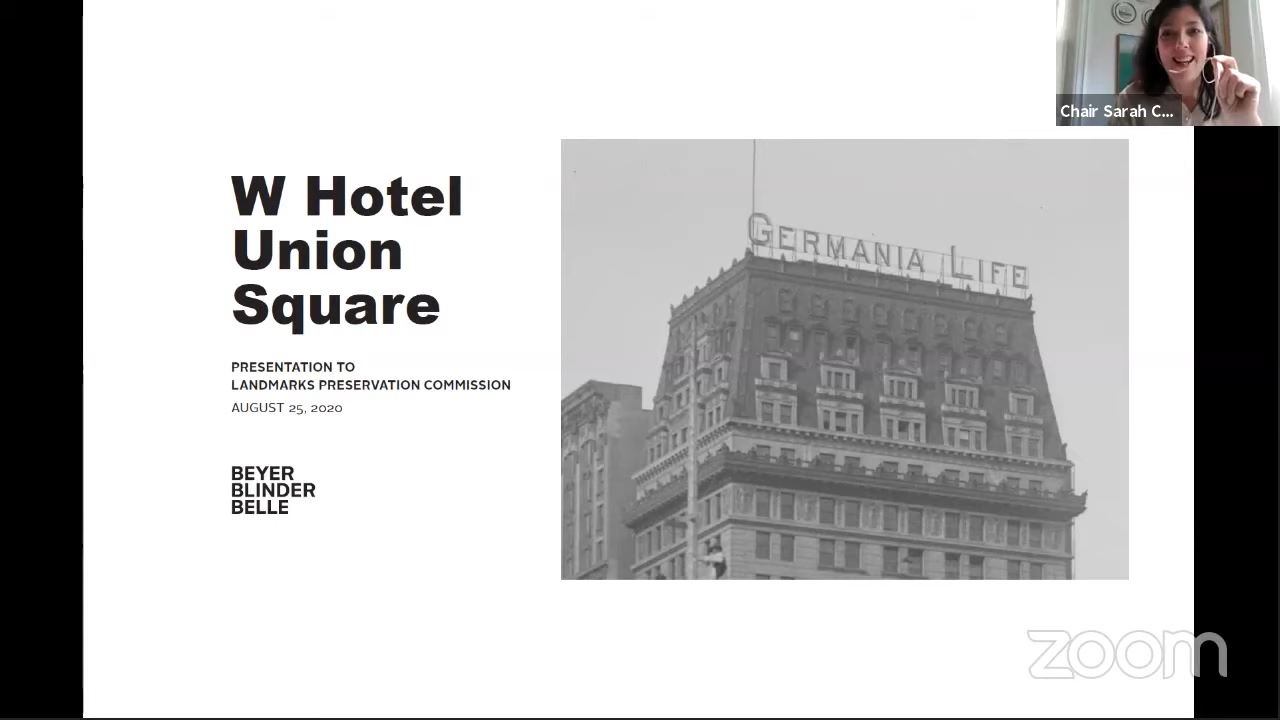 W Hotel
Union
Square
PRESENTATION TO
LANDMARKS PRESERVATION COMMISSION
AUGUST 25, 2020
BEYER
BLINDER
BELLE
GERMANIA LIFE
Chair Sarah C...
zoom